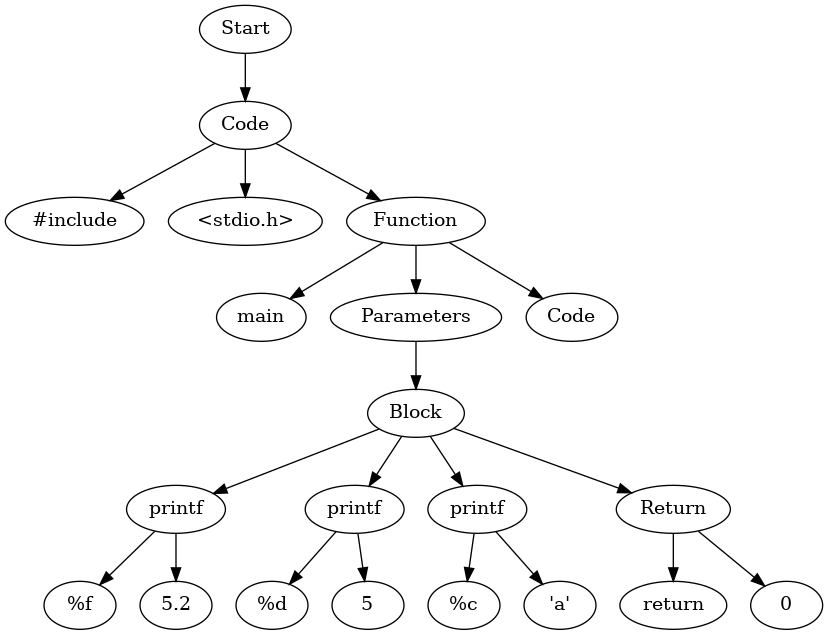 Start
Code
#include
<stdio.h>
Function
main
Parameters
Code
Block
printf
printf
printf
Return
%f
5.2
%d
5
%c
'a'
return
0